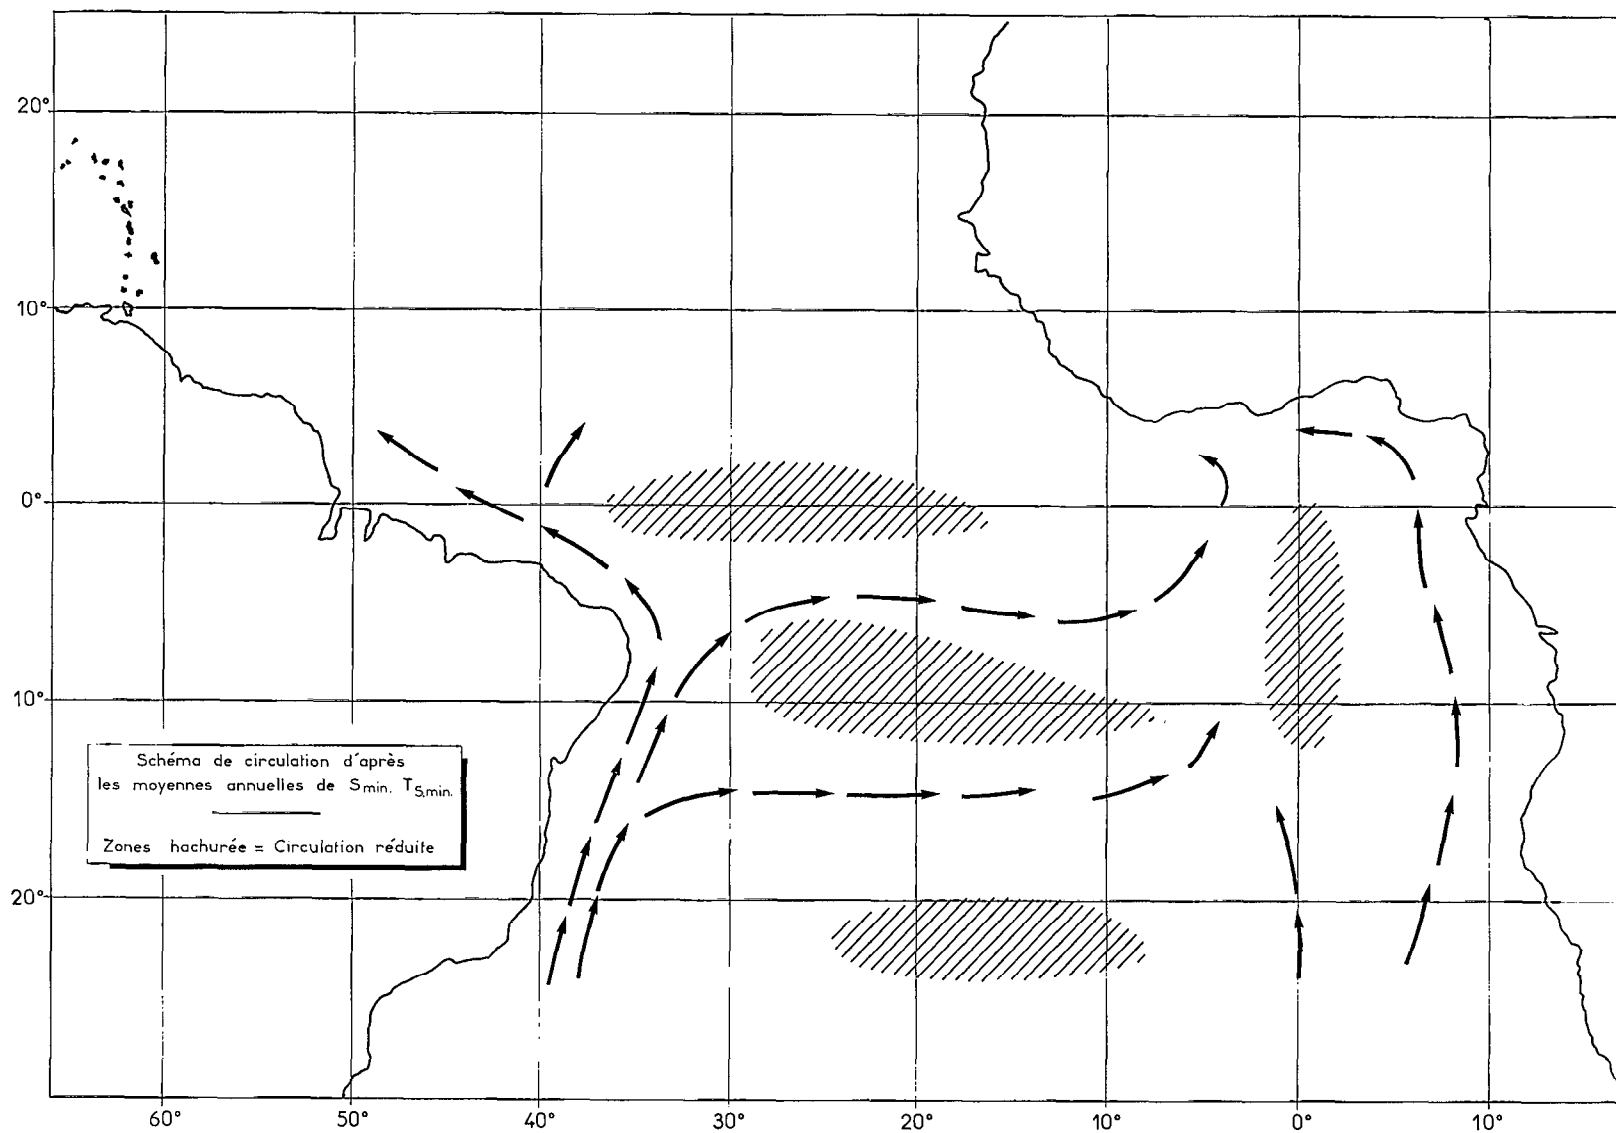 20°
10°
0°
10°
20°
Schéma de circulation d'après
les moyennes annuelles de Smin. TS,min.
Zones hachurée = Circulation réduite
60° 50° 40° 30° 20° 10° 0° 10°